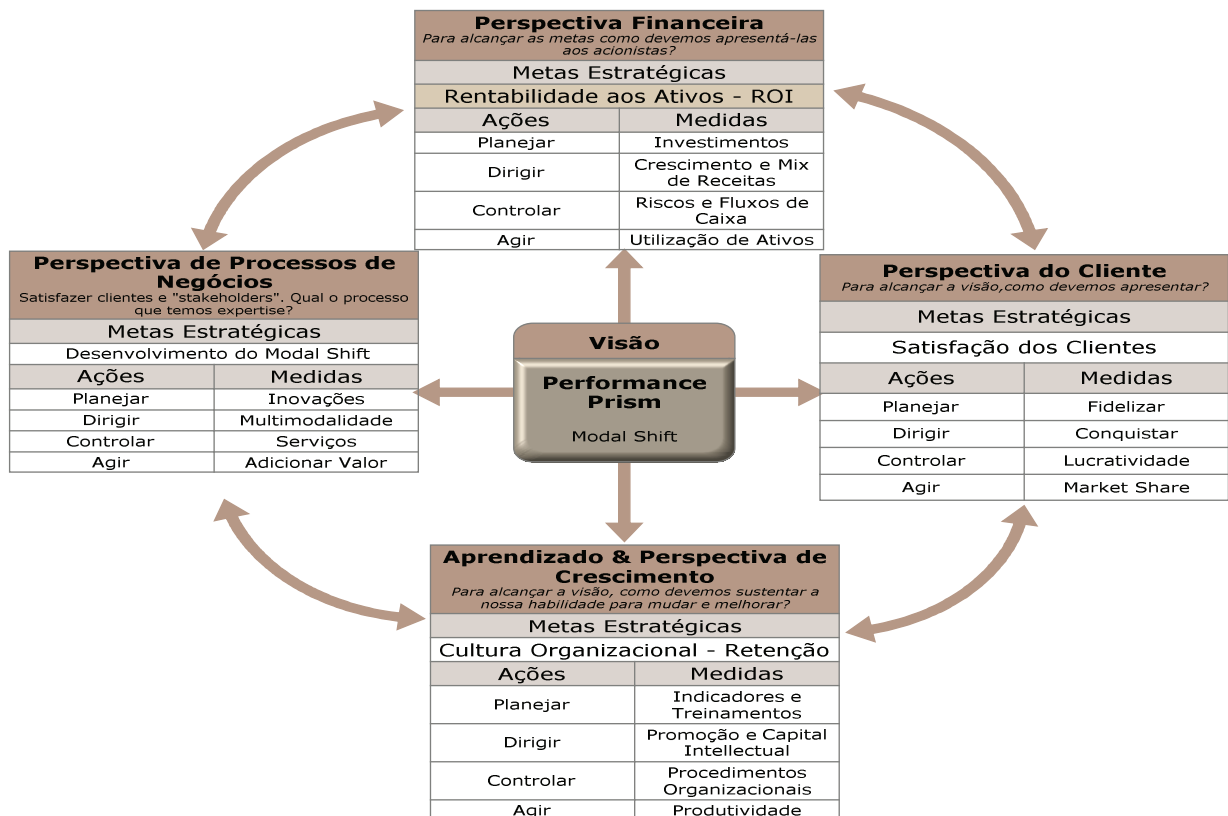 Perspectiva Financeira
Para alcançar as metas como devemos apresentá-las
aos acionistas?
Metas Estratégicas
Rentabilidade aos Ativos - ROI
Ações Medidas
Planejar Investimentos
Dirigir Crescimento e Mix
de Receitas
Controlar Riscos e Fluxos de
Caixa
Agir Utilização de Ativos
Perspectiva de Processos de
Negócios
Satisfazer clientes e "stakeholders". Qual o processo
que temos expertise?
Metas Estratégicas
Desenvolvimento do Modal Shift
Ações Medidas
Planejar Inovações
Dirigir Multimodalidade
Controlar Serviços
Agir Adicionar Valor
Visão
Performance
Prism
Modal Shift
Perspectiva do Cliente
Para alcançar a visão,como devemos apresentar?
Metas Estratégicas
Satisfação dos Clientes
Ações Medidas
Planejar Fidelizar
Dirigir Conquistar
Controlar Lucratividade
Agir Market Share
Aprendizado & Perspectiva de
Crescimento
Para alcançar a visão, como devemos sustentar a
nossa habilidade para mudar e melhorar?
Metas Estratégicas
Cultura Organizacional - Retenção
Ações Medidas
Planejar Indicadores e
Treinamentos
Dirigir Promoção e Capital
Intellectual
Controlar Procedimentos
Organizacionais
Agir Produtividade